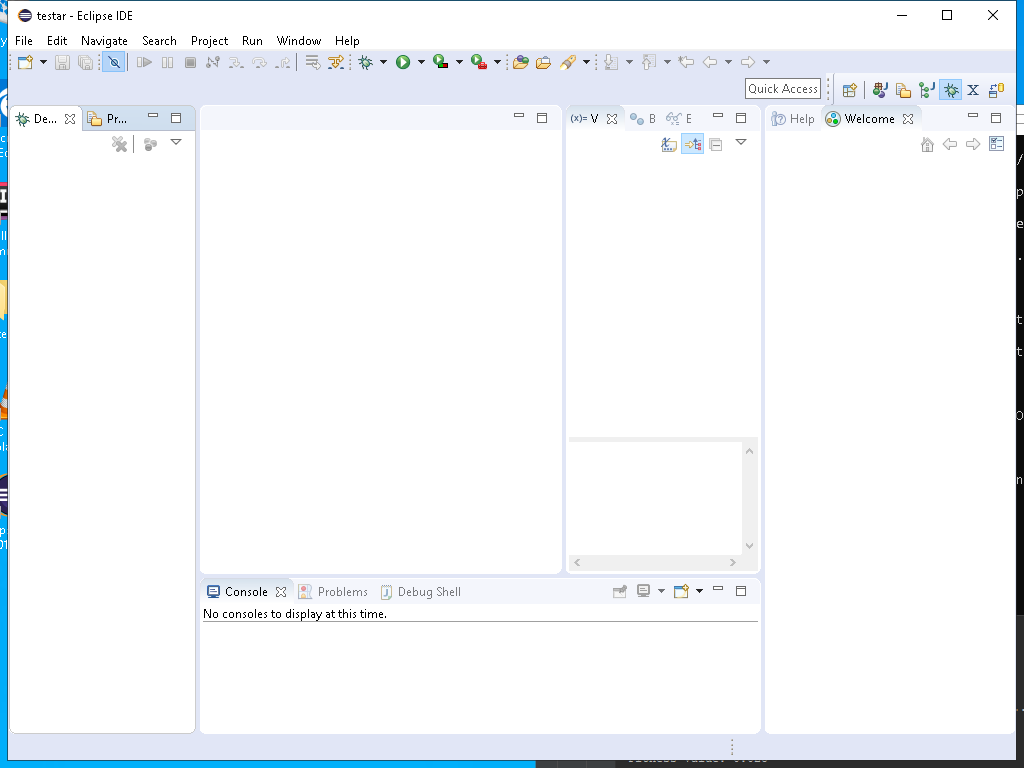 testar - Eclipse IDE
File Edit Navigate Search Project Run Window Help
Quick Access
De... Pr... (x)= V B E Help Welcome
Console Problems Debug Shell
No consoles to display at this time.